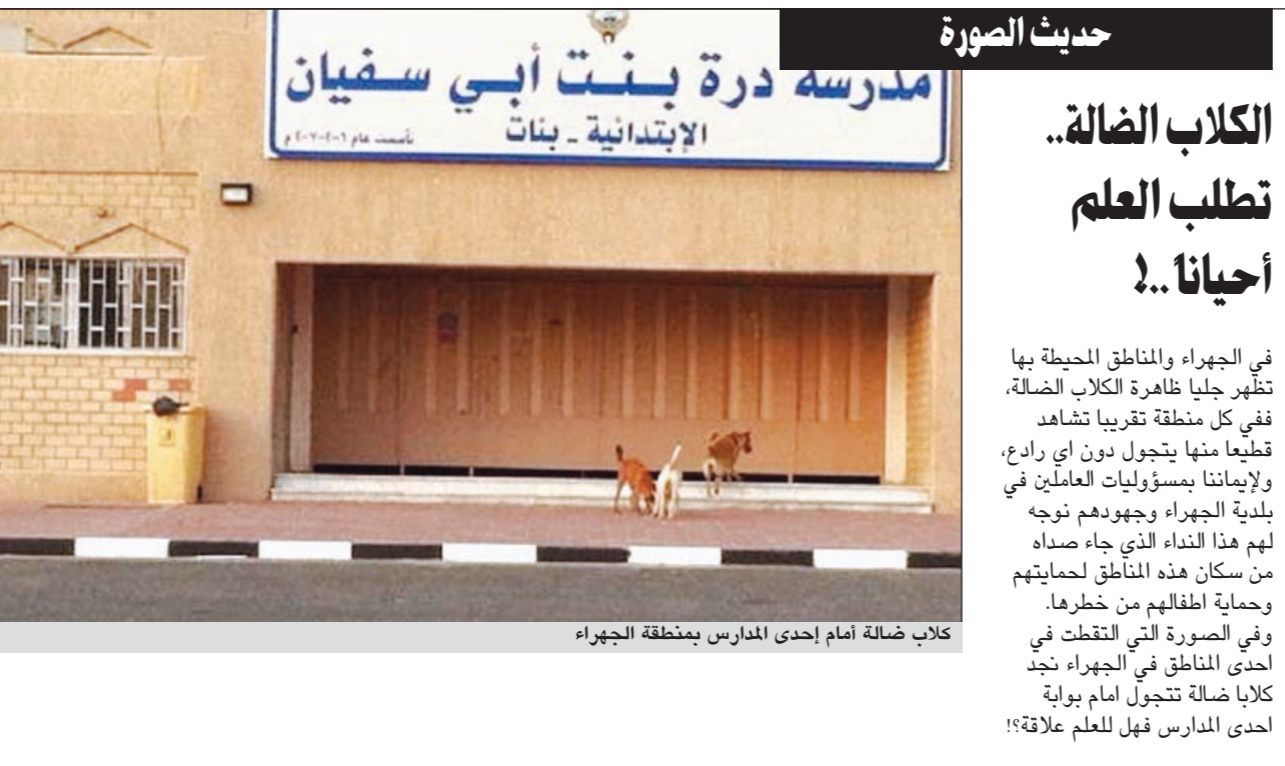 حديث الصورة
الكلاب الضالة..
تطلب العلم
أحيانا ..!
في الجهراء والمناطق المحيطة بها
تظهر جليا ظاهرة الكلاب الضالة،
ففي كل منطقة تقريبا تشاهد
قطيعا منها يتجول دون اي رادع،
ولإيماننا بمسؤوليات العاملين في
بلدية الجهراء وجهودهم نوجه
لهم هذا النداء الذي جاء صداه
من سكان هذه المناطق لحمايتهم
وحماية اطفالهم من خطرها.
وفي الصورة التي التقطت في
احدى المناطق في الجهراء نجد
كلابا ضالة تتجول امام بوابة
احدى المدارس فهل للعلم علاقة؟!
مدرسة درة بنت أبي سفيان
الإبتدائية - بنات
تأسست عام
كلاب ضالة أمام إحدى المدارس بمنطقة الجهراء